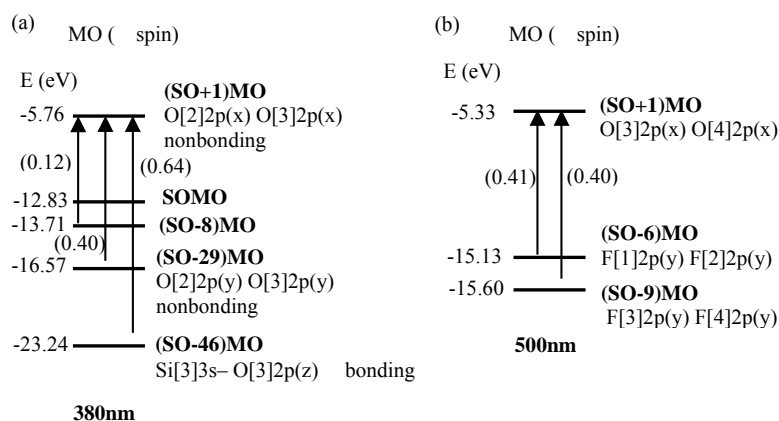 (a)
MO ( spin)
E (eV)
(SO+1)MO
-5.76
O[2]2p(x) O[3]2p(x)
nonbonding
(0.12)
(0.64)
-12.83
SOMO
-13.71
(SO-8)MO
(0.40)
(SO-29)MO
-16.57
O[2]2p(y) O[3]2p(y)
nonbonding
-23.24
(SO-46)MO
Si[3]3s– O[3]2p(z) bonding
380nm
(b)
MO ( spin)
E (eV)
(SO+1)MO
-5.33
O[3]2p(x) O[4]2p(x)
(0.41)
(0.40)
(SO-6)MO
-15.13
F[1]2p(y) F[2]2p(y)
-15.60
(SO-9)MO
F[3]2p(y) F[4]2p(y)
500nm